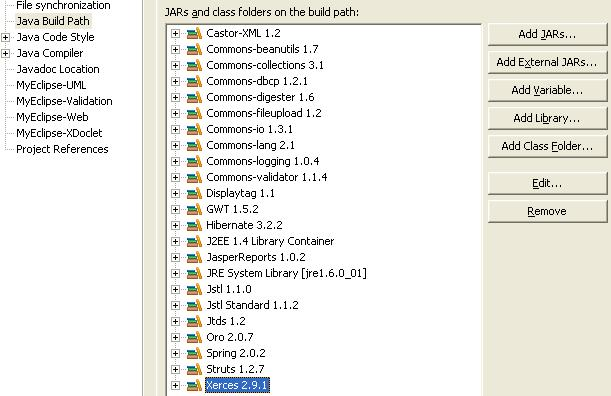 File synchronization
Java Build Path
Java Code Style
Java Compiler
Javadoc Location
MyEclipse-UML
MyEclipse-Validation
MyEclipse-Web
MyEclipse-XDoclet
Project References
JARs and class folders on the build path:
Castor-XML 1.2
Commons-beanutils 1.7
Commons-collections 3.1
Commons-dbcp 1.2.1
Commons-digester 1.6
Commons-fileupload 1.2
Commons-io 1.3.1
Commons-lang 2.1
Commons-logging 1.0.4
Commons-validator 1.1.4
Displaytag 1.1
GWT 1.5.2
Hibernate 3.2.2
J2EE 1.4 Library Container
JasperReports 1.0.2
JRE System Library [jre1.6.0_01]
Jstl 1.1.0
Jstl Standard 1.1.2
Jtds 1.2
Oro 2.0.7
Spring 2.0.2
Struts 1.2.7
Xerces 2.9.1
Add JARs...
Add External JARs...
Add Variable...
Add Library...
Add Class Folder...
Edit...
Remove